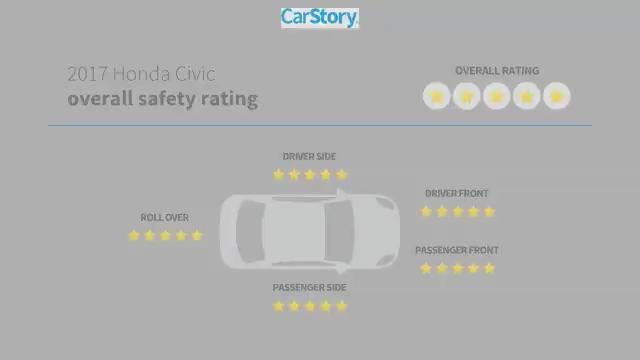 CarStory.
2017 Honda Civic
overall safety rating
OVERALL RATING
DRIVER SIDE
DRIVER FRONT
ROLL OVER
PASSENGER FRONT
PASSENGER SIDE